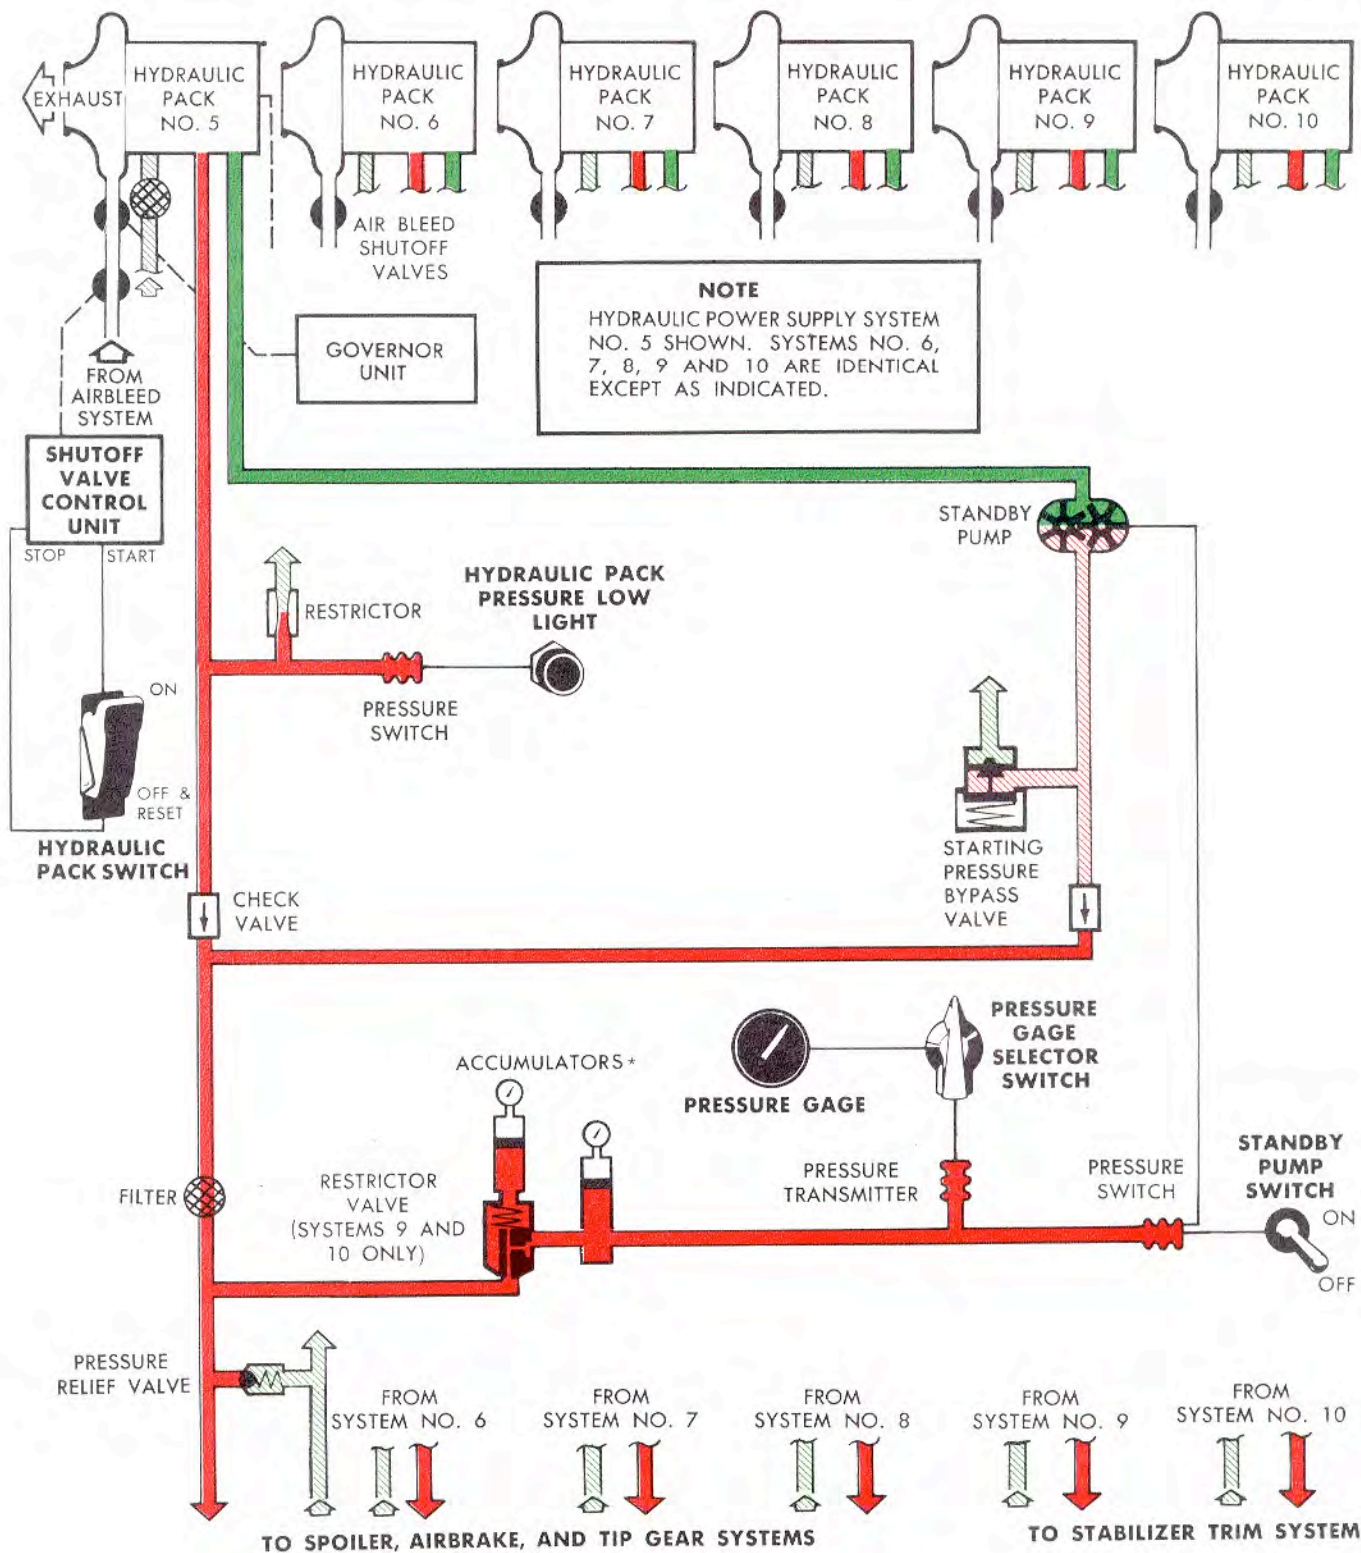 EXHAUST
HYDRAULIC
PACK
NO. 5
HYDRAULIC
PACK
NO. 6
HYDRAULIC
PACK
NO. 7
HYDRAULIC
PACK
NO. 8
HYDRAULIC
PACK
NO. 9
HYDRAULIC
PACK
NO. 10
AIR BLEED
SHUTOFF
VALVES
NOTE
HYDRAULIC POWER SUPPLY SYSTEM
NO. 5 SHOWN. SYSTEMS NO. 6,
7, 8, 9 AND 10 ARE IDENTICAL
EXCEPT AS INDICATED.
GOVERNOR
UNIT
FROM
AIRBLEED
SYSTEM
SHUTOFF
VALVE
CONTROL
UNIT
STOP
START
STANDBY
PUMP
HYDRAULIC PACK
PRESSURE LOW
LIGHT
RESTRICTOR
PRESSURE
SWITCH
ON
OFF &
RESET
HYDRAULIC
PACK SWITCH
CHECK
VALVE
STARTING
PRESSURE
BYPASS
VALVE
PRESSURE
GAGE
SELECTOR
SWITCH
ACCUMULATORS*
PRESSURE GAGE
FILTER
RESTRICTOR
VALVE
(SYSTEMS 9 AND
10 ONLY)
PRESSURE
TRANSMITTER
PRESSURE
SWITCH
STANDBY
PUMP
SWITCH
ON
OFF
PRESSURE
RELIEF VALVE
FROM
SYSTEM NO. 6
FROM
SYSTEM NO. 7
FROM
SYSTEM NO. 8
FROM
SYSTEM NO. 9
FROM
SYSTEM NO. 10
TO SPOILER, AIRBRAKE, AND TIP GEAR SYSTEMS
TO STABILIZER TRIM SYSTEM